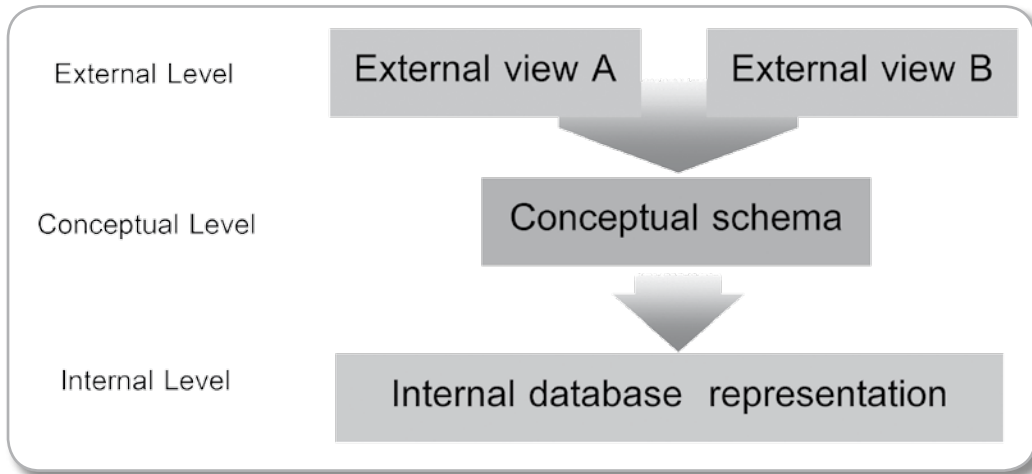 External Level
External view A
External view B
Conceptual Level
Conceptual schema
Internal Level
Internal database representation